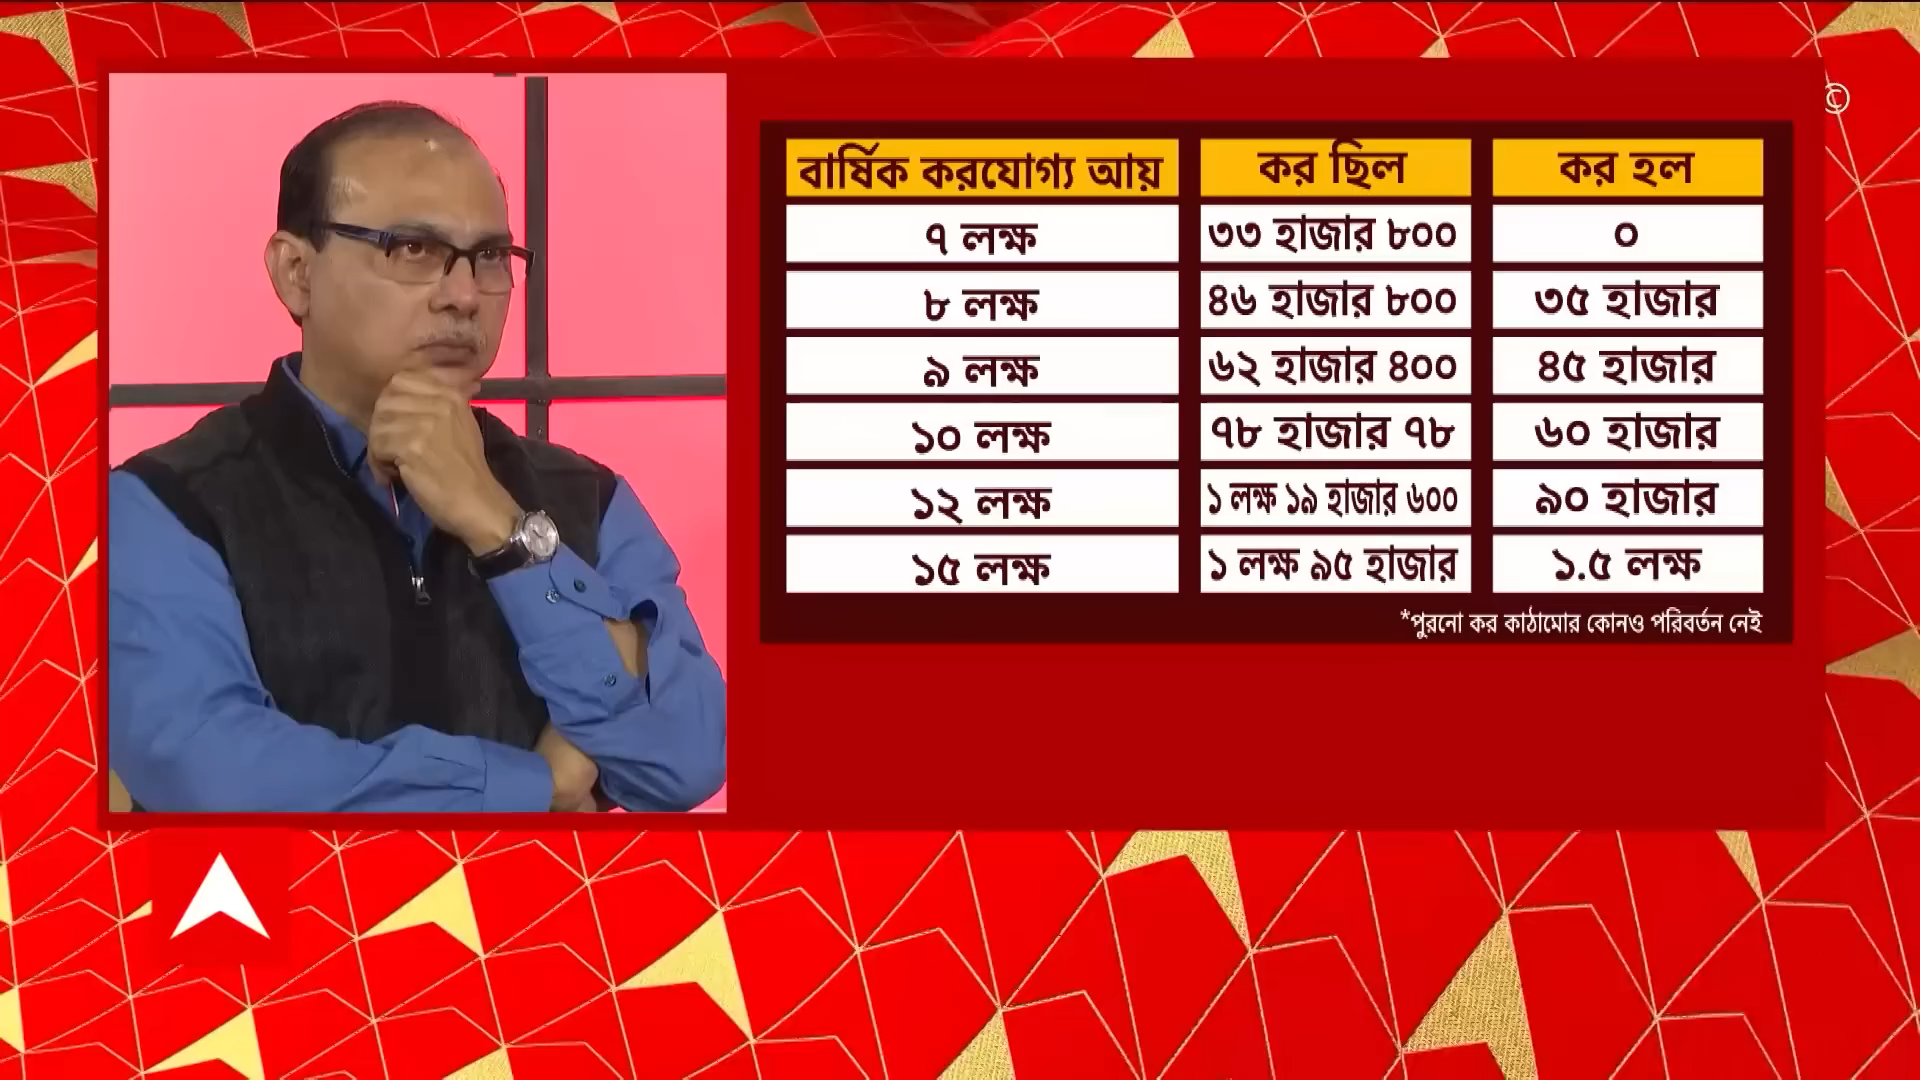 ©
বার্ষিক করযোগ্য আয় কর ছিল কর হল
৭ লক্ষ ৩৩ হাজার ৮০০ ০
৮ লক্ষ ৪৬ হাজার ৮০০ ৩৫ হাজার
৯ লক্ষ ৬২ হাজার ৪০০ ৪৫ হাজার
১০ লক্ষ ৭৮ হাজার ৭৮ ৬০ হাজার
১২ লক্ষ ১ লক্ষ ১৯ হাজার ৬০০ ৯০ হাজার
১৫ লক্ষ ১ লক্ষ ৯৫ হাজার ১.৫ লক্ষ
*পুরনো কর কাঠামোর কোনও পরিবর্তন নেই